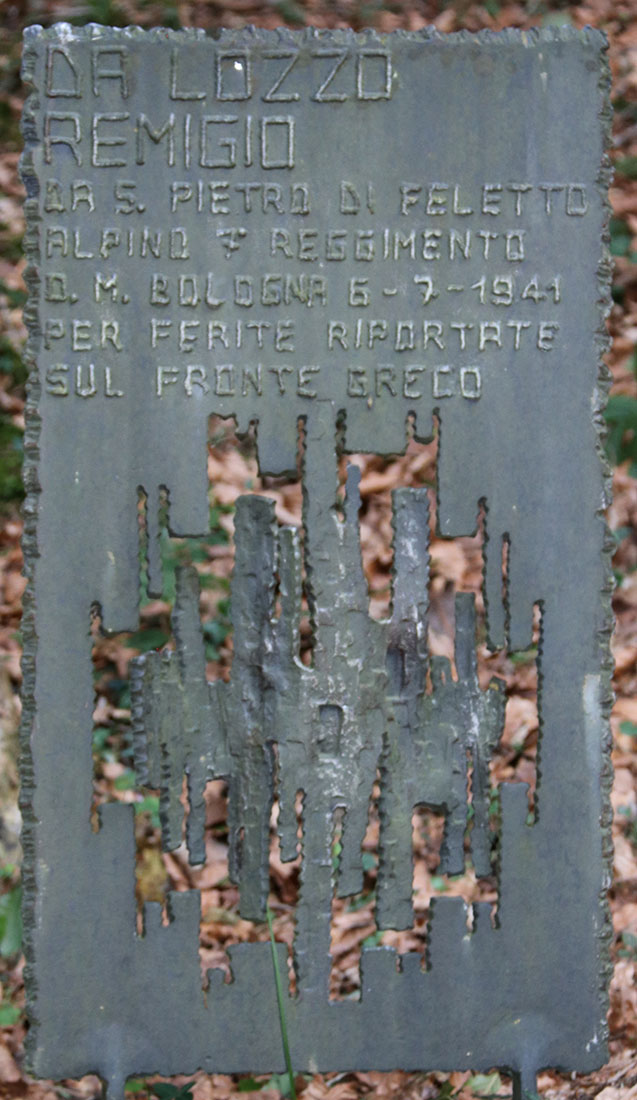 DA LOZZO
REMIGIO
DA S. PIETRO DI FELETTO
ALPINO 7 REGGIMENTO
O. M. BOLOGNA 6-7-1941
PER FERITE RIPORTATE
SUL FRONTE GRECO